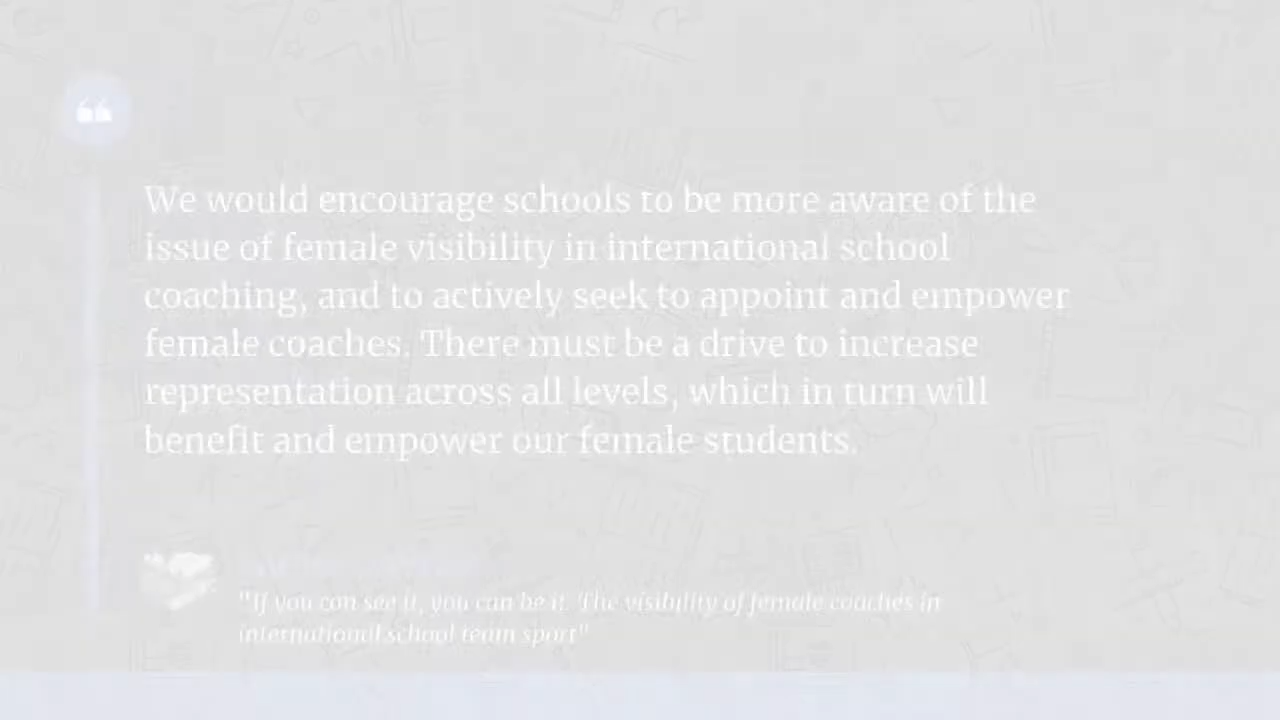 ❝
We would encourage schools to be more aware of the
issue of female visibility in international school
coaching, and to actively seek to appoint and empower
female coaches. There must be a drive to increase
representation across all levels, which in turn will
benefit and empower our female students.
"If you can see it, you can be it. The visibility of female coaches in
international school team sport"